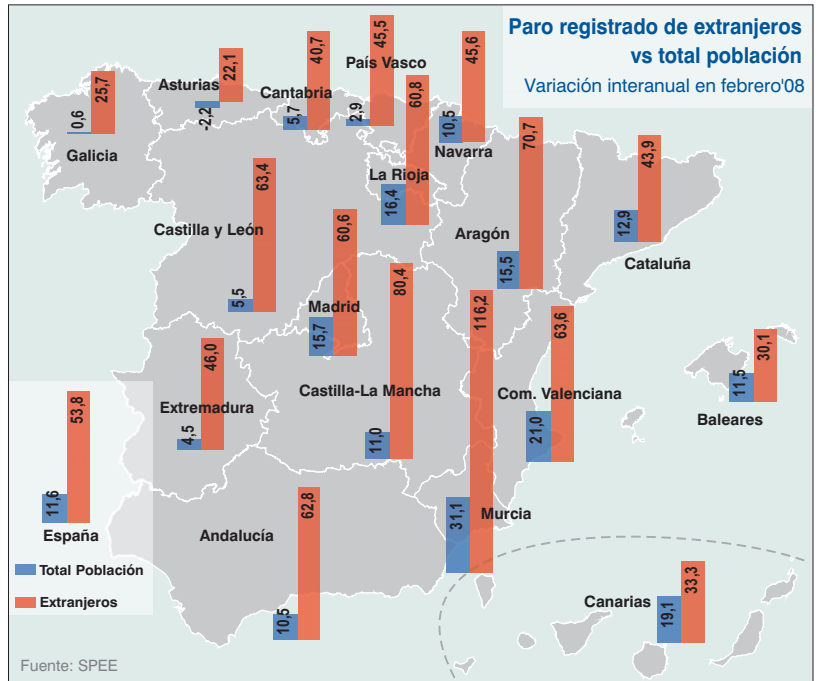 Paro registrado de extranjeros
vs total población
Variación interanual en febrero'08
0,6
25,7
Galicia
Asturias
-2,2
22,1
Cantabria
5,7
40,7
País Vasco
2,9
45,5
Navarra
10,5
45,6
La Rioja
16,4
60,8
Aragón
15,5
70,7
Cataluña
12,9
43,9
Castilla y León
5,5
63,4
Madrid
15,7
60,6
Castilla-La Mancha
11,0
80,4
Com. Valenciana
21,0
63,6
Baleares
11,5
30,1
Extremadura
4,5
46,0
Andalucía
10,5
62,8
Murcia
31,1
116,2
Canarias
19,1
33,3
España
11,6
53,8
Total Población
Extranjeros
Fuente: SPEE